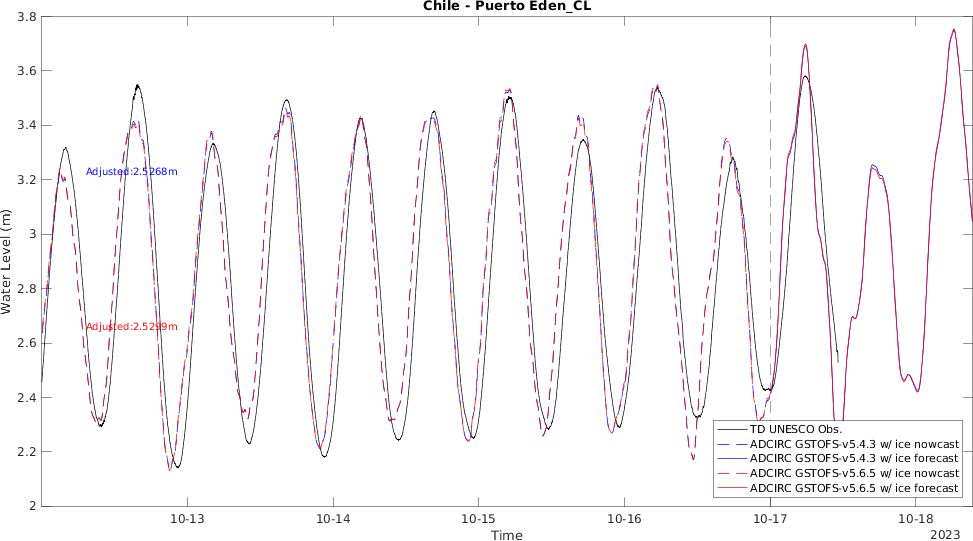 Chile - Puerto Eden_CL
3.8
3.6
3.4
3.2
3
2.8
2.6
2.4
2.2
2
Water Level (m)
Adjusted:2.5268m
Adjusted:2.5299m
TD UNESCO Obs.
ADCIRC GSTOFS-v5.4.3 w/ ice nowcast
ADCIRC GSTOFS-v5.4.3 w/ ice forecast
ADCIRC GSTOFS-v5.6.5 w/ ice nowcast
ADCIRC GSTOFS-v5.6.5 w/ ice forecast
10-13 10-14 10-15 10-16 10-17 10-18
Time
2023